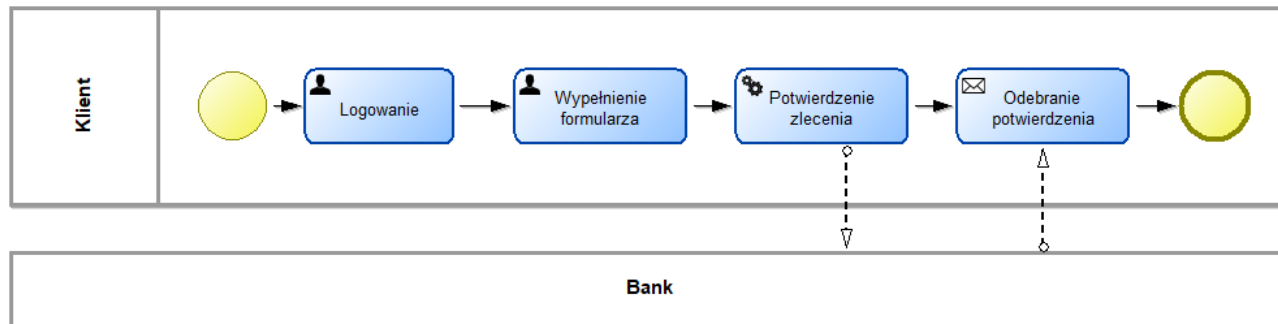 Klient
Logowanie
Wypełnienie
formularza
Potwierdzenie
zlecenia
Odebranie
potwierdzenia
Bank